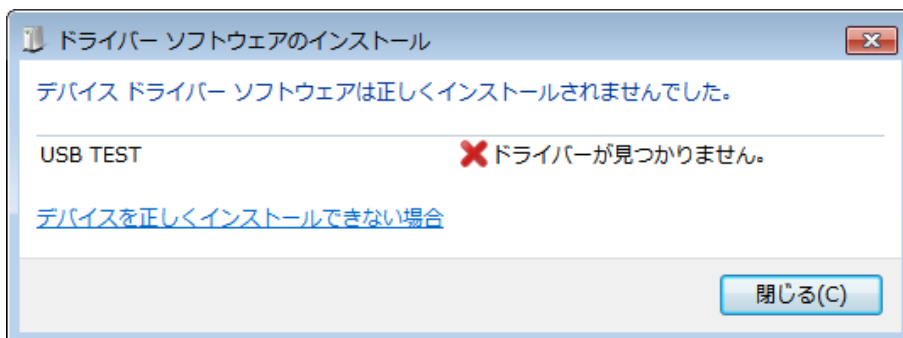 ドライバー ソフトウェアのインストール
デバイス ドライバー ソフトウェアは正しくインストールされませんでした。
USB TEST
ドライバーが見つかりません。
デバイスを正しくインストールできない場合
閉じる(C)